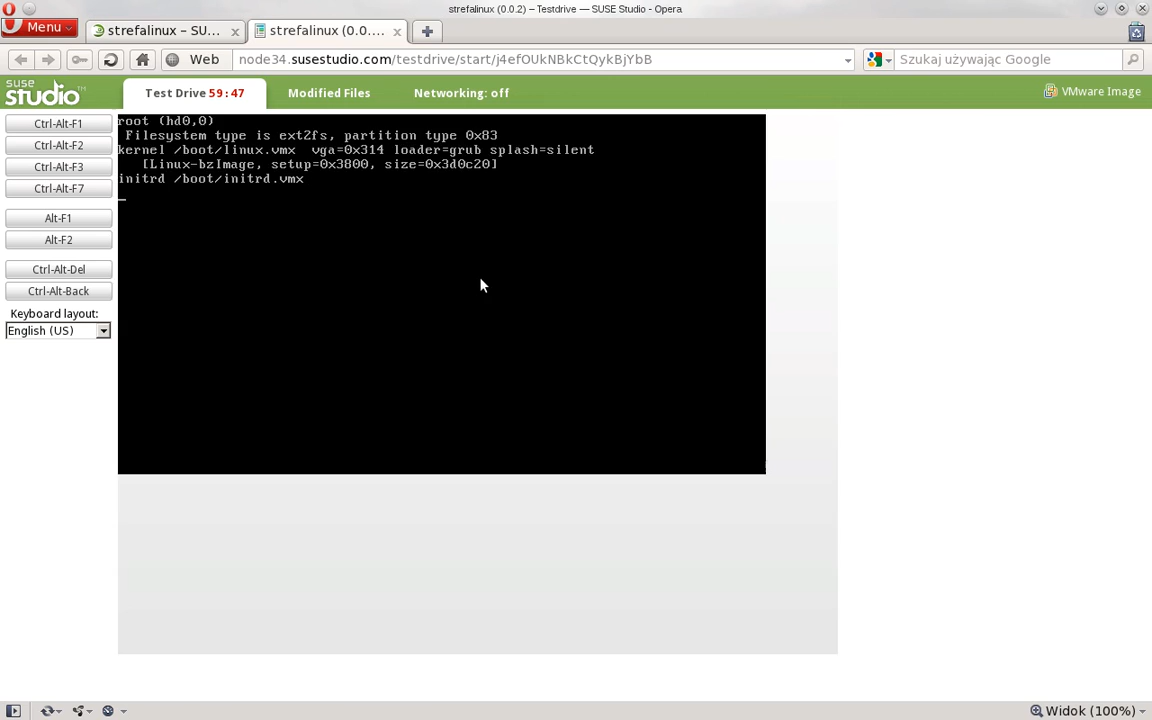 strefalinux (0.0.2) – Testdrive — SUSE Studio - Opera
Menu
strefalinux – SU...
strefalinux (0.0....
Web
node34.susestudio.com/testdrive/start/j4efOUkNBkCtQykBjYbB
Szukaj używając Google
suse studio™
Test Drive 59:47
Modified Files
Networking: off
VMware Image
Ctrl-Alt-F1
Ctrl-Alt-F2
Ctrl-Alt-F3
Ctrl-Alt-F7
Alt-F1
Alt-F2
Ctrl-Alt-Del
Ctrl-Alt-Back
Keyboard layout:
English (US)
root (hd0,0)
Filesystem type is ext2fs, partition type 0x83
kernel /boot/linux.vmx  vga=0x314 loader=grub splash=silent
[Linux-bzImage, setup=0x3800, size=0x3d0c20]
initrd /boot/initrd.vmx
Widok (100%)